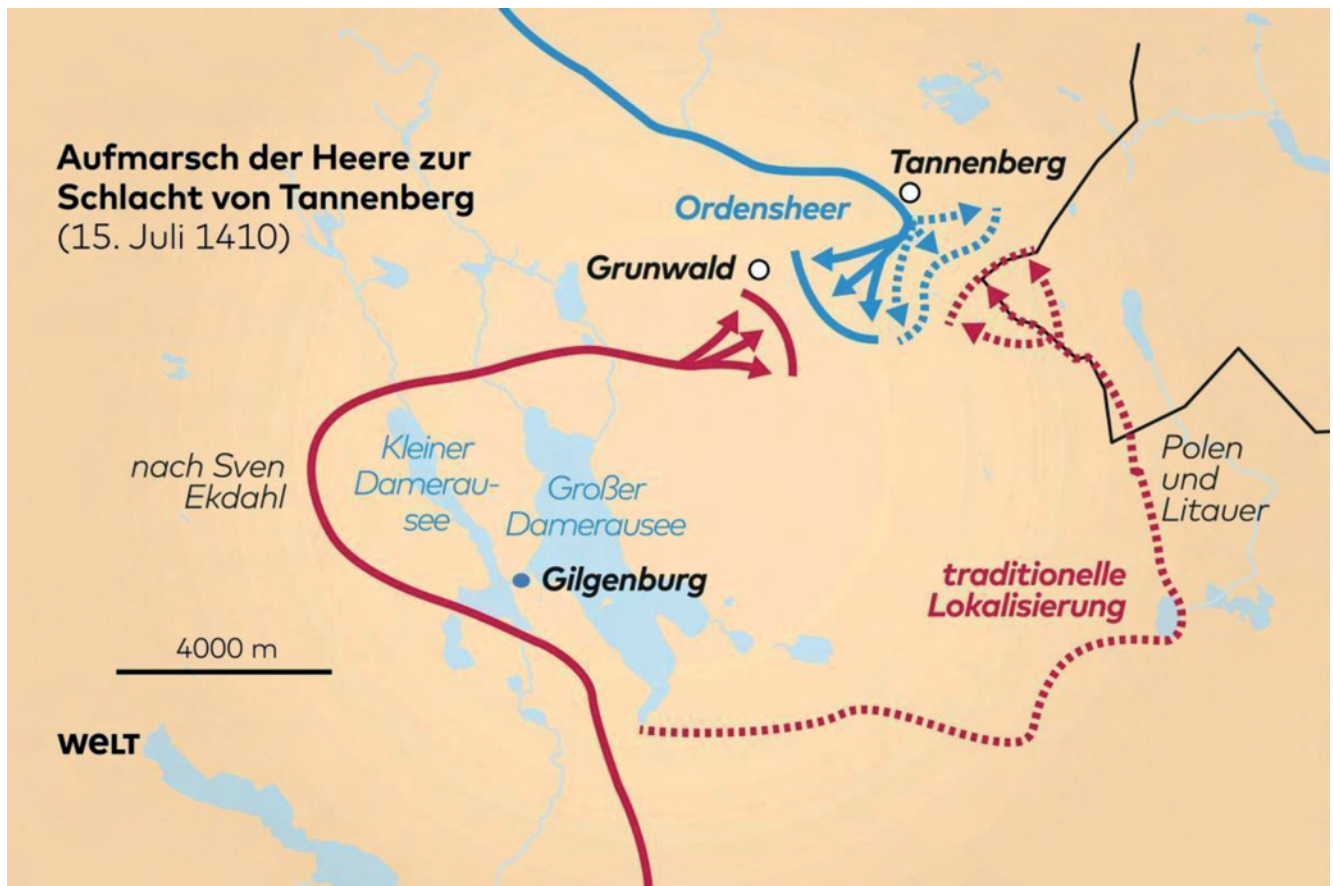 Aufmarsch der Heere zur
Schlacht von Tannenberg
(15. Juli 1410)
Tannenberg
Ordensheer
Grunwald
nach Sven
Ekdahl
Kleiner
Damerau-
see
Großer
Damerausee
Polen
und
Litauer
Gilgenburg
traditionelle
Lokalisierung
4000 m
WELT